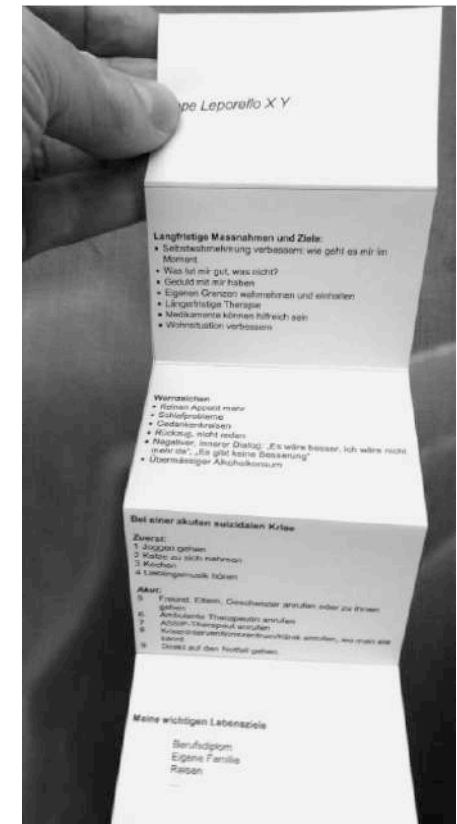 pe Leporello X Y
Langfristige Massnahmen und Ziele:
• Selbstwahrnehmung verbessern: wie geht es mir im
Moment
• Was tut mir gut, was nicht?
• Geduld mit mir haben
• Eigenen Grenzen wahrnehmen und einhalten
• Längerfristige Therapie
• Medikamente können hilfreich sein
• Wohnsituation verbessern
Warnzeichen
• Keinen Appetit mehr
• Schlafprobleme
• Gedankenkreisen
• Rückzug, nicht reden
• Negativer, innerer Dialog: „Es wäre besser, ich wäre nicht
mehr da", „Es gibt keine Besserung"
• Übermässiger Alkoholkonsum
Bei einer akuten suizidalen Krise
Zuerst:
1 Joggen gehen
2 Katze zu sich nehmen
3 Kochen
4 Lieblingsmusik hören
Akut:
5 Freund, Eltern, Geschwister anrufen oder zu ihnen
gehen
6 Ambulante Therapeutin anrufen
7 ASSIP-Therapeut anrufen
8 Kriseninterventionszentrum/Klinik anrufen, wo man sie
kennt
9 Direkt auf den Notfall gehen
Meine wichtigen Lebensziele
Berufsdiplom
Eigene Familie
Reisen
...